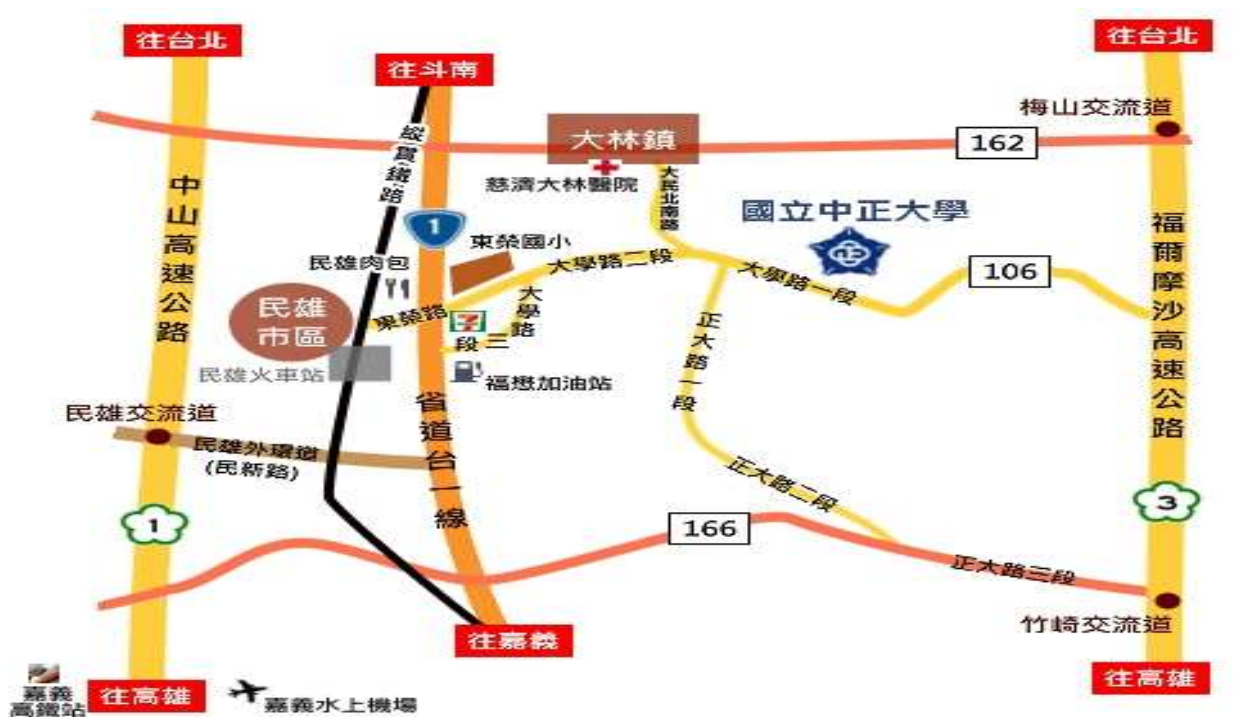 往台北
往台北
往斗南
梅山交流道
162
大林鎮
縱貫鐵路
慈濟大林醫院
大民北南路
國立中正大學
中山高速公路
福爾摩沙高速公路
1
東榮國小
民雄肉包
大學路二段
大學路一段
106
民雄
市區
東榮路
7
大學路三段
正大路一段
民雄火車站
福懋加油站
省道台一線
民雄交流道
民雄外環道
(民新路)
正大路二段
1
166
3
正大路三段
竹崎交流道
往嘉義
嘉義
高鐵站
往高雄
嘉義水上機場
往高雄